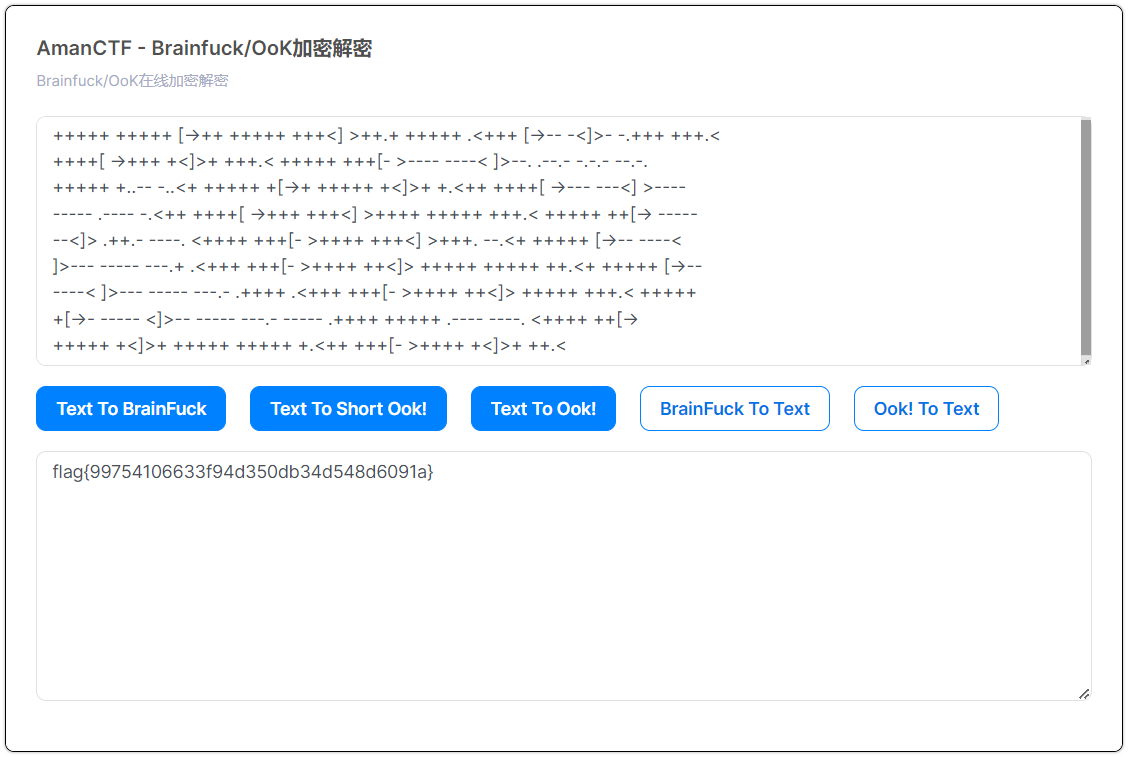 AmanCTF - Brainfuck/OoK加密解密
Brainfuck/OoK在线加密解密
+++++ +++++ [->++ +++++ +++<] >++.+ +++++ .<+++ [->-- -<]>- -.+++ +++.<
++++[ ->+++ +<]>+ +++.< +++++ +++[- >---- ----< ]>--. .--.- -.-.- --.-.
+++++ +..-- -..<+ +++++ +[->+ +++++ +<]>+ +.<++ ++++[ ->--- ---<] >----
----- .---- -.<++ ++++[ ->+++ +++<] >++++ +++++ +++.< +++++ ++[-> -----
--<]> .++.- ----. <++++ +++[- >++++ +++<] >+++. --.<+ +++++ [->-- ----<
]>--- ----- ---.+ .<+++ +++[- >++++ ++<]> +++++ +++++ ++.<+ +++++ [->--
----< ]>--- ----- ---.- .++++ .<+++ +++[- >++++ ++<]> +++++ +++.< +++++
+[->- ----- <]>-- ----- ---.- ----- .++++ +++++ .---- ----. <++++ ++[->
+++++ +<]>+ +++++ +++++ +.<++ +++[- >++++ +<]>+ ++.<
Text To BrainFuck
Text To Short Ook!
Text To Ook!
BrainFuck To Text
Ook! To Text
flag{99754106633f94d350db34d548d6091a}